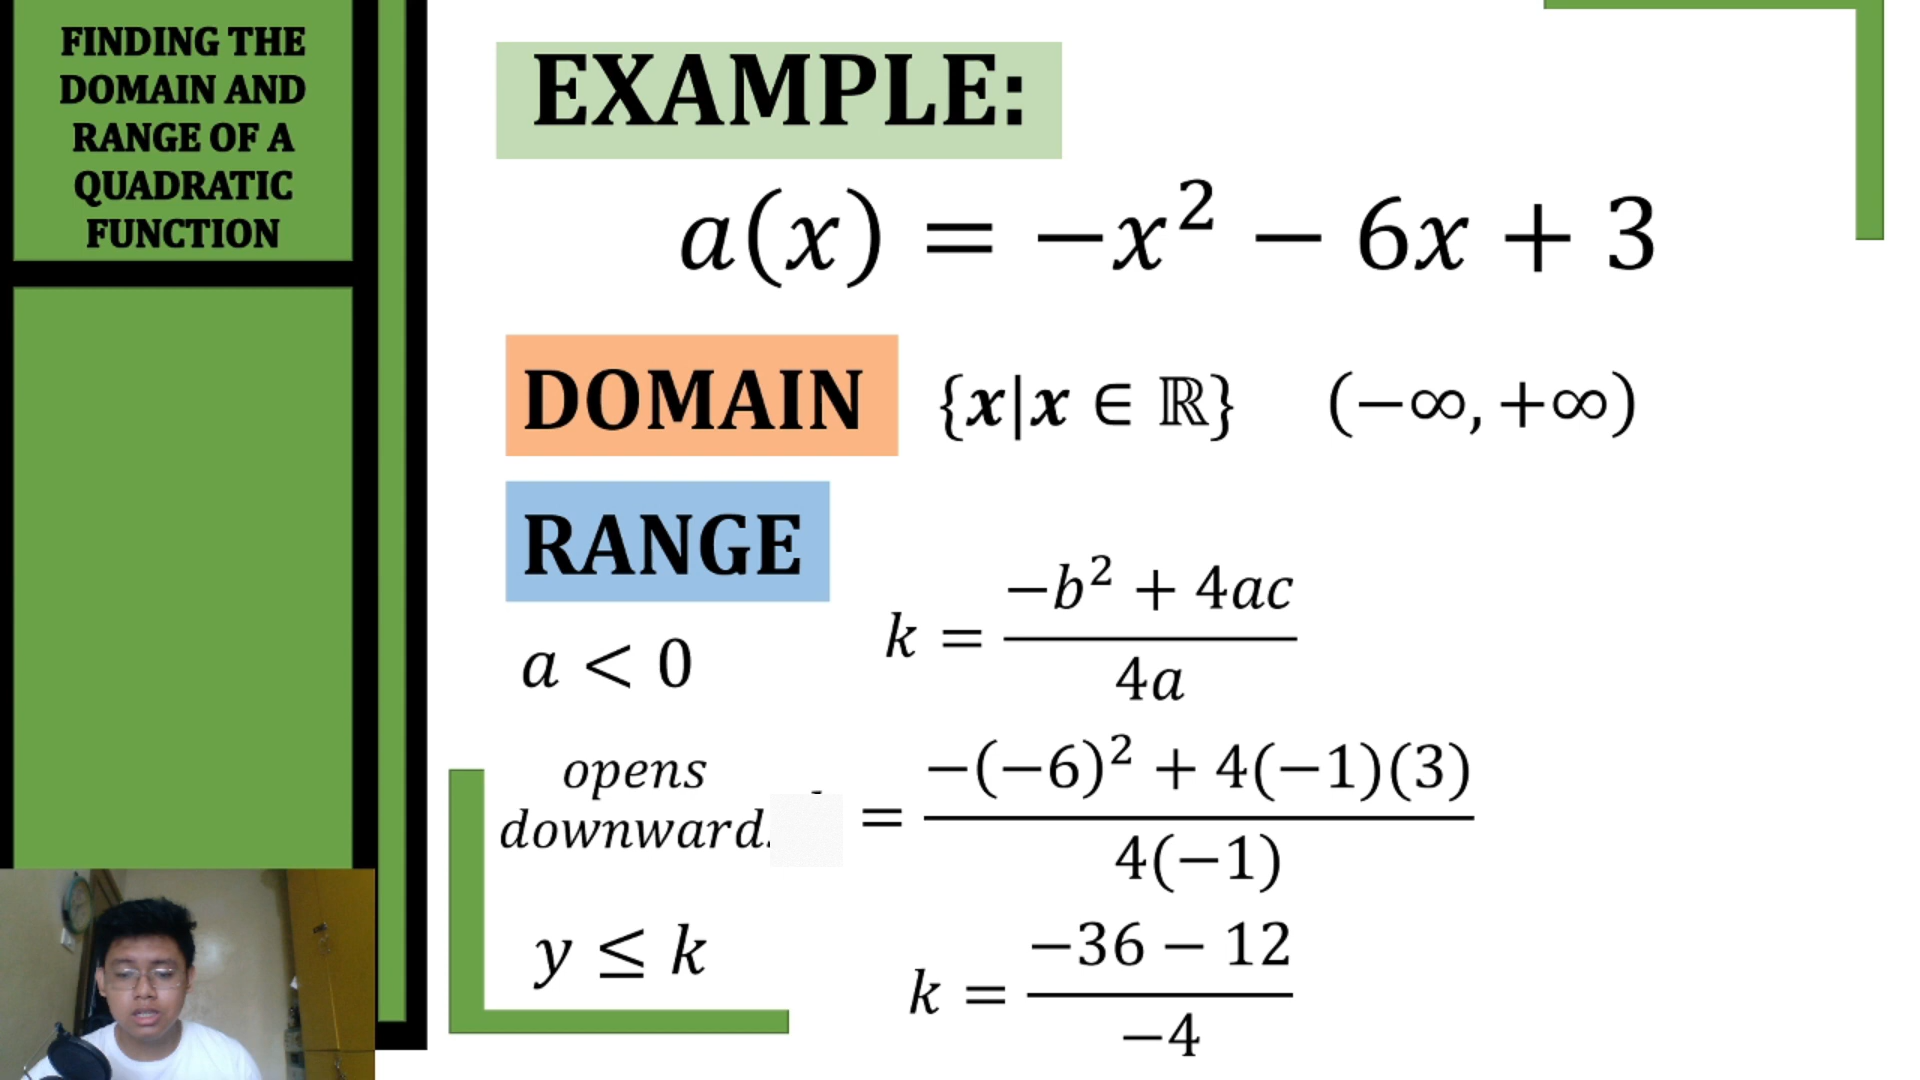 FINDING THE
DOMAIN AND
RANGE OF A
QUADRATIC
FUNCTION
EXAMPLE:
a(x) = −x² − 6x + 3
DOMAIN {x|x ∈ ℝ} (−∞, +∞)
RANGE
a < 0
k = (−b² + 4ac)/(4a)
opens
downward.
= (−(−6)² + 4(−1)(3))/(4(−1))
y ≤ k
k = (−36 − 12)/(−4)